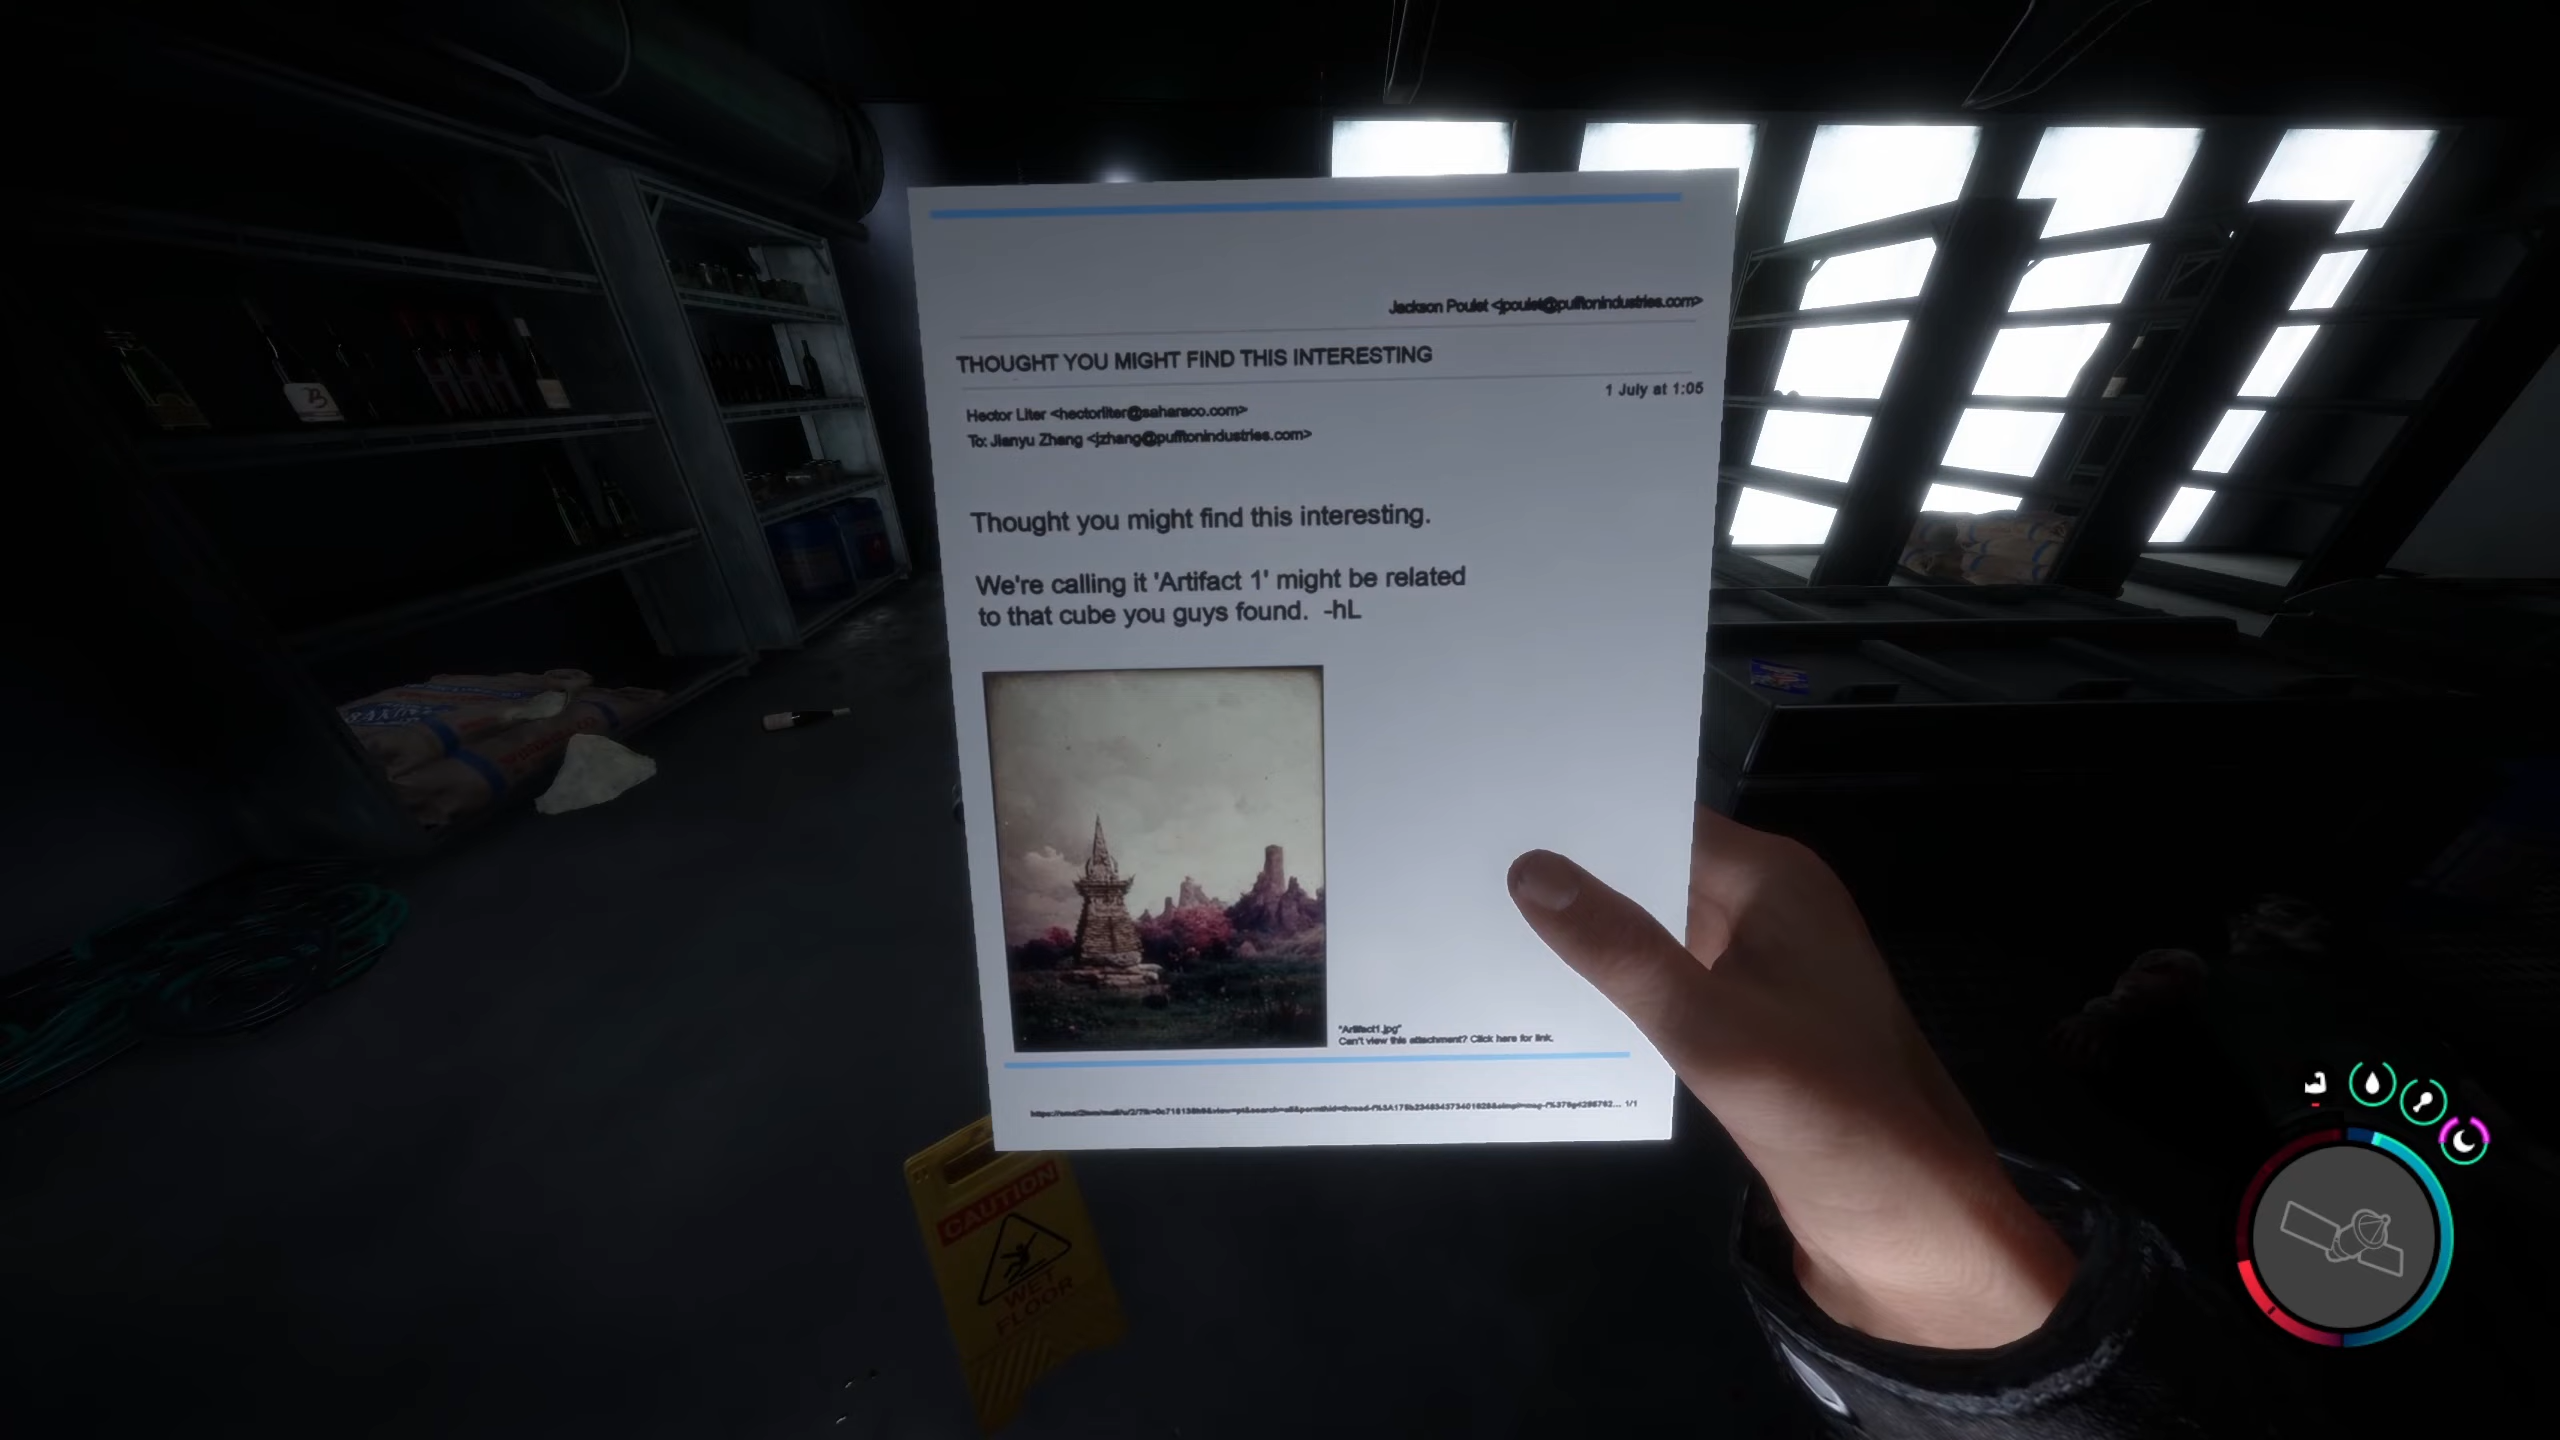 Jackson Poulet <jpoulet@pufftonindustries.com>
THOUGHT YOU MIGHT FIND THIS INTERESTING
1 July at 1:05
Hector Liter <hectorliter@saharaco.com>
To: Jianyu Zhang <jzhang@pufftonindustries.com>
Thought you might find this interesting.
We're calling it 'Artifact 1' might be related
to that cube you guys found. -hL
"Artifact1.jpg"
Can't view this attachment? Click here for link.
1/1
CAUTION
WET
FLOOR